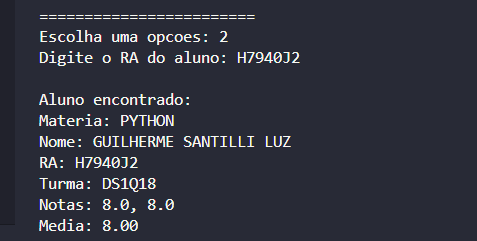 ========================
Escolha uma opcoes: 2
Digite o RA do aluno: H7940J2
Aluno encontrado:
Materia: PYTHON
Nome: GUILHERME SANTILLI LUZ
RA: H7940J2
Turma: DS1Q18
Notas: 8.0, 8.0
Media: 8.00